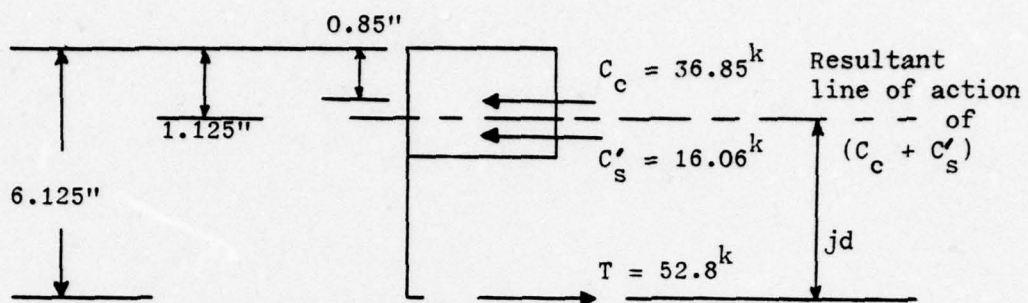 0.85"
C_c = 36.85^k
Resultant
line of action
of
(C_c + C'_s)
1.125"
C'_s = 16.06^k
6.125"
jd
T = 52.8^k